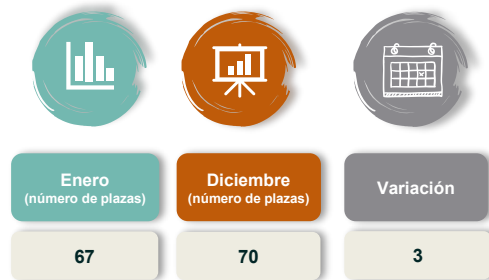 Enero
(número de plazas)
Diciembre
(número de plazas)
Variación
67
70
3